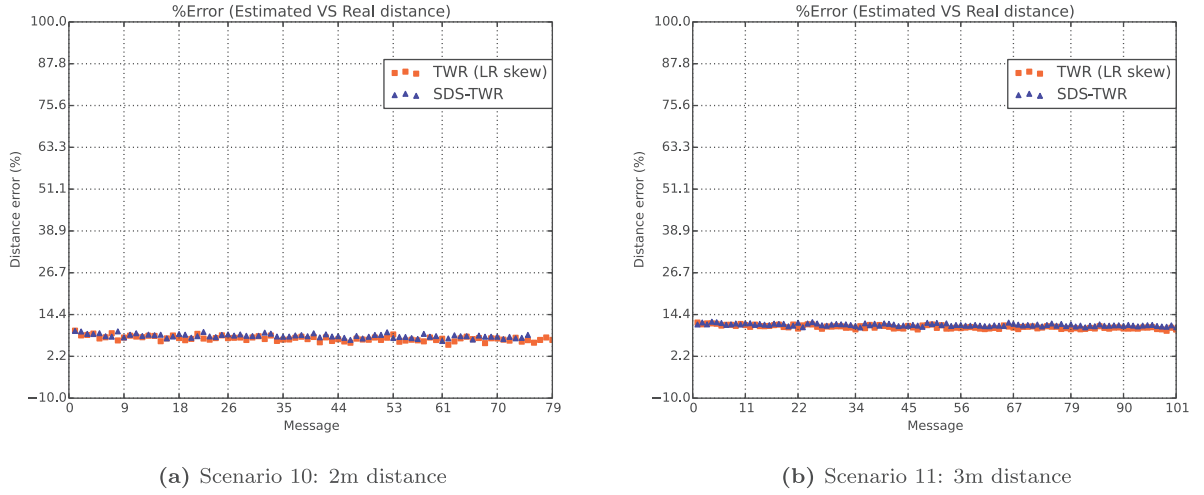 %Error (Estimated VS Real distance)
100.0
87.8
75.6
63.3
51.1
38.9
26.7
14.4
2.2
−10.0
Distance error (%)
TWR (LR skew)
SDS-TWR
0 9 18 26 35 44 53 61 70 79
Message
(a) Scenario 10: 2m distance
%Error (Estimated VS Real distance)
100.0
87.8
75.6
63.3
51.1
38.9
26.7
14.4
2.2
−10.0
Distance error (%)
TWR (LR skew)
SDS-TWR
0 11 22 34 45 56 67 79 90 101
Message
(b) Scenario 11: 3m distance